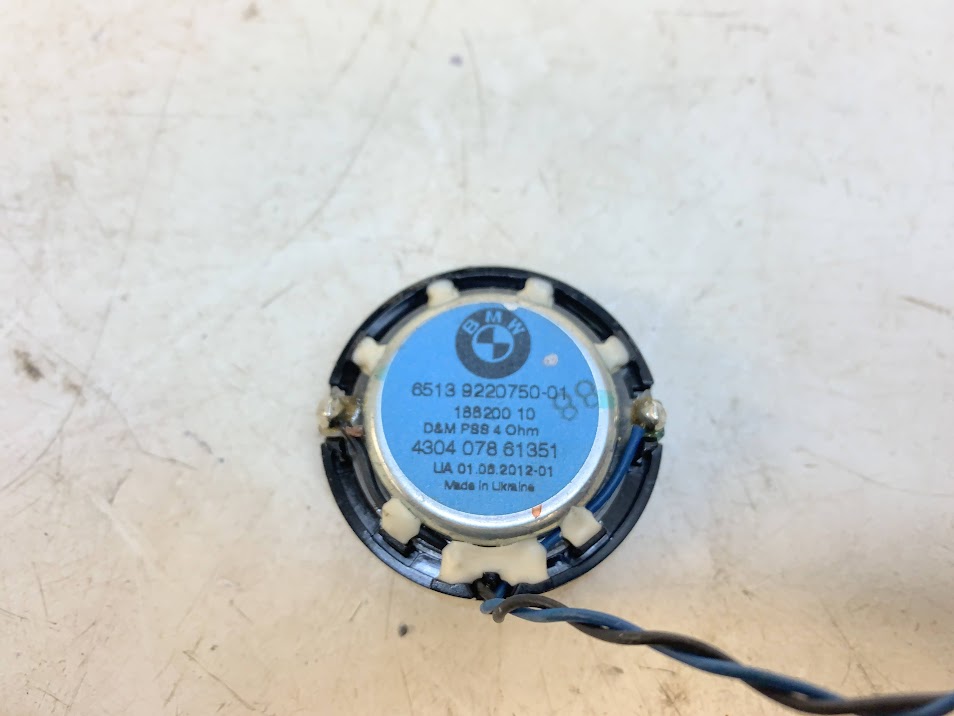 BMW
6513 9220750-01
88
188200 10
D&M PSS 4 Ohm
4304 078 61351
UA 01.06.2012-01
Made in Ukraine